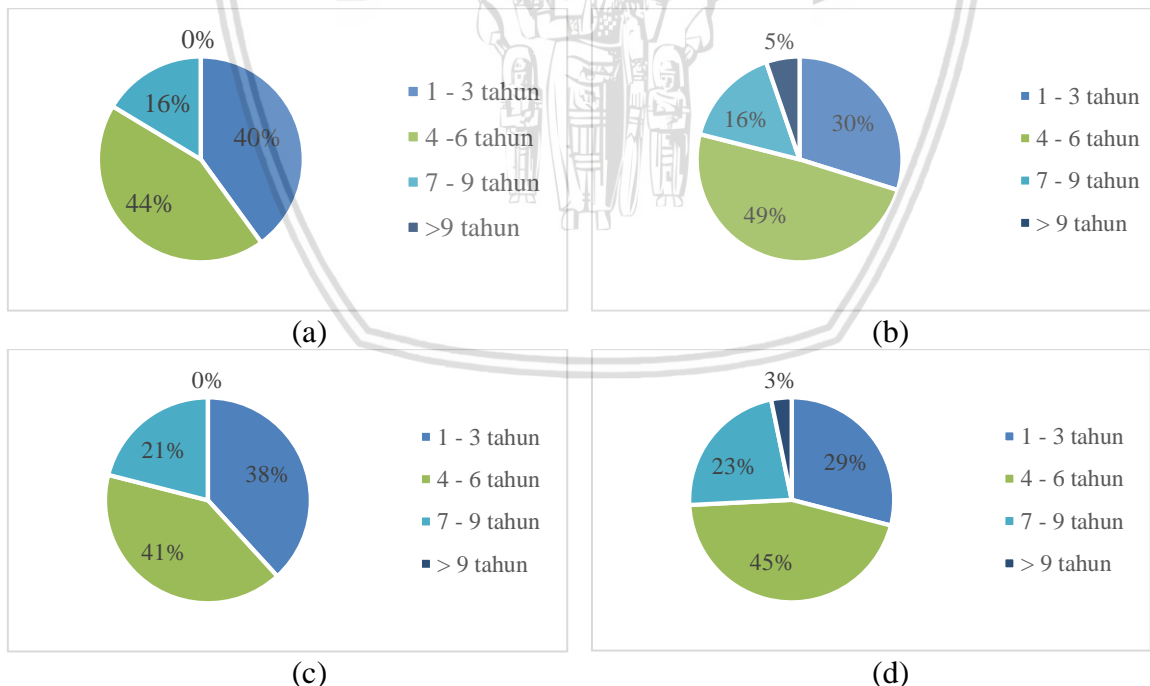 0%
16%
40%
44%
1 - 3 tahun
4 -6 tahun
7 - 9 tahun
>9 tahun
(a)
5%
16%
30%
49%
1 - 3 tahun
4 - 6 tahun
7 - 9 tahun
> 9 tahun
(b)
0%
21%
38%
41%
1 - 3 tahun
4 - 6 tahun
7 - 9 tahun
> 9 tahun
(c)
3%
23%
29%
45%
1 - 3 tahun
4 - 6 tahun
7 - 9 tahun
> 9 tahun
(d)